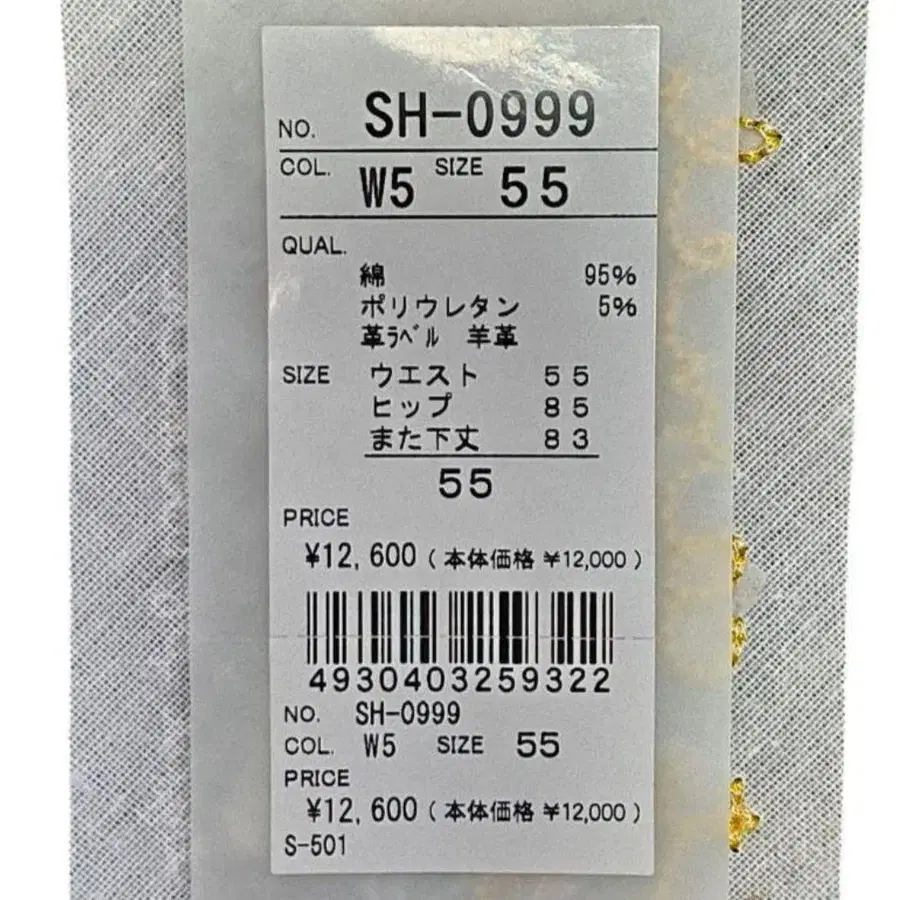 NO. SH-0999
COL. W5 SIZE 55
QUAL.
綿 95%
ポリウレタン 5%
革ﾗﾍﾞﾙ 羊革
SIZE ウエスト 55
ヒップ 85
また下丈 83
55
PRICE
¥12,600 (本体価格 ¥12,000)
4930403259322
NO. SH-0999
COL. W5 SIZE 55
PRICE
¥12,600 (本体価格 ¥12,000)
S-501